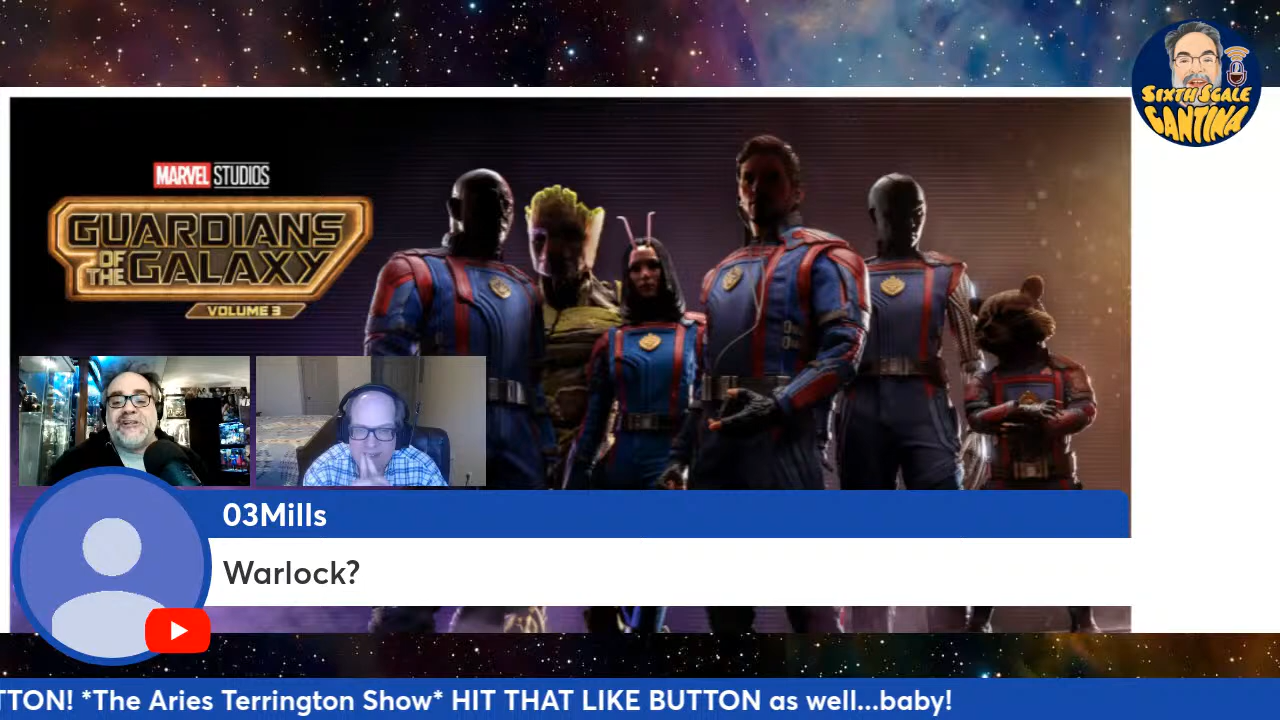 SIXTH SCALE
CANTINA
MARVEL STUDIOS
GUARDIANS
OF THE GALAXY
VOLUME 3
03Mills
Warlock?
TTON! *The Aries Terrington Show* HIT THAT LIKE BUTTON as well...baby!